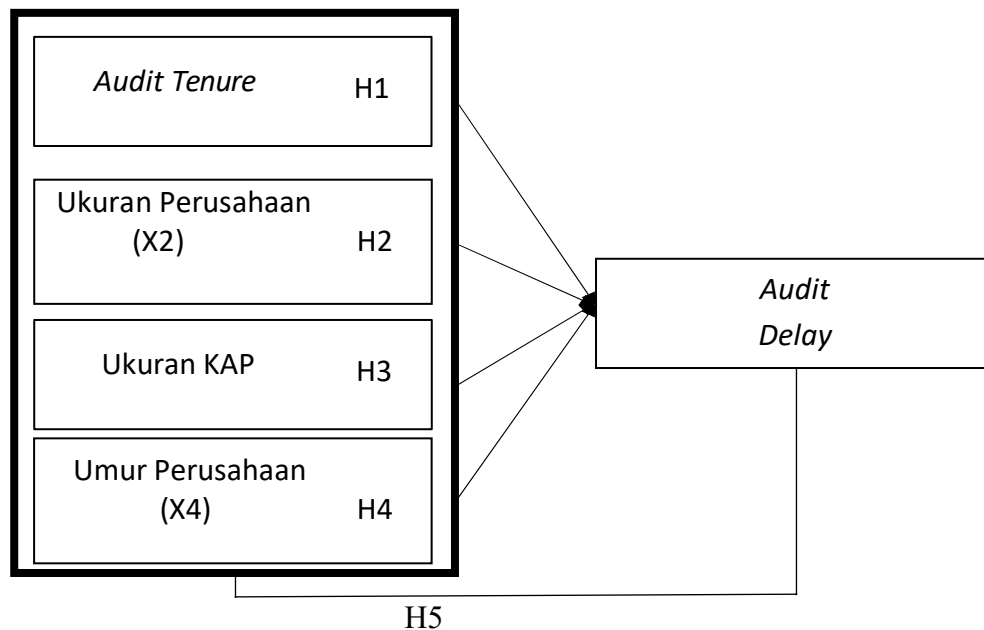 Audit Tenure
H1
Ukuran Perusahaan
(X2)
H2
Ukuran KAP
H3
Umur Perusahaan
(X4)
H4
Audit
Delay
H5